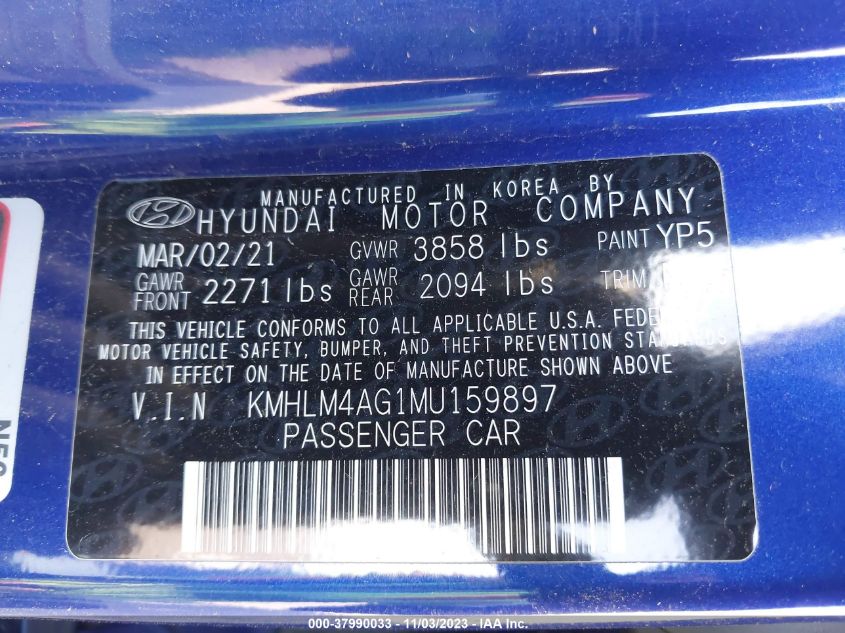 MANUFACTURED IN KOREA BY
HYUNDAI MOTOR COMPANY
MAR/02/21 GVWR 3858 lbs PAINT YP5
GAWR FRONT 2271 lbs GAWR REAR 2094 lbs TRIM
THIS VEHICLE CONFORMS TO ALL APPLICABLE U.S.A.
MOTOR VEHICLE SAFETY, BUMPER, AND THEFT PREVENTION STANDARDS
IN EFFECT ON THE DATE OF MANUFACTURE SHOWN ABOVE
V.I.N KMHLM4AG1MU159897
PASSENGER CAR
000-37990033 - 11/03/2023 - IAA Inc.